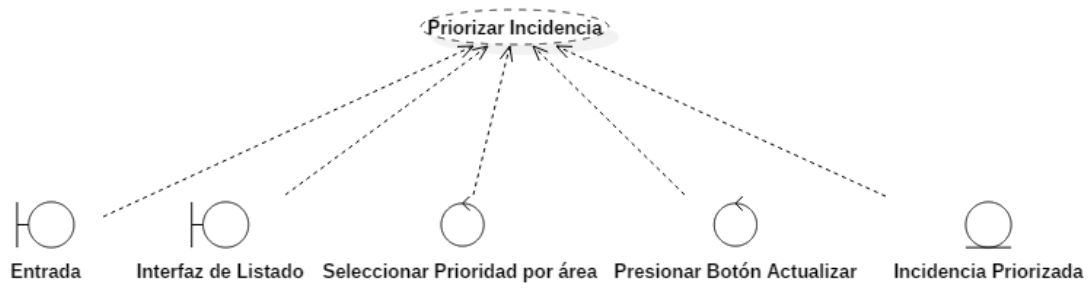 Priorizar Incidencia
Entrada
Interfaz de Listado
Seleccionar Prioridad por área
Presionar Botón Actualizar
Incidencia Priorizada